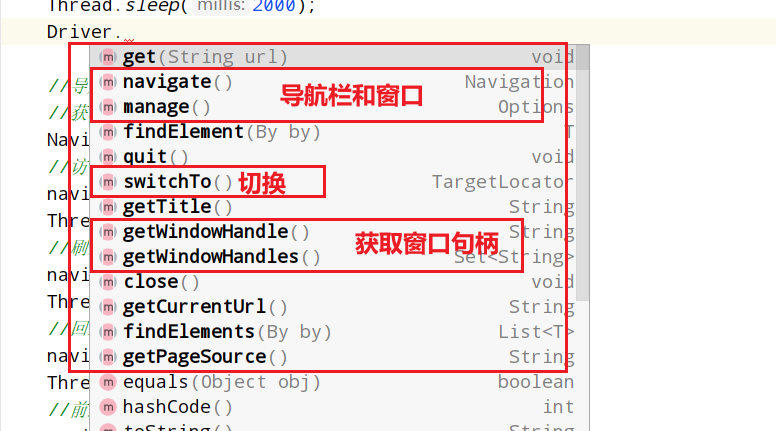 Thread.sleep( millis: 2000);
Driver.
m get(String url) void
//导 m navigate() 导航栏和窗口 Navigation
//获 m manage() Options
Navi m findElement(By by) T
//访 m quit() void
navi m switchTo() 切换 TargetLocator
Thre m getTitle() String
//刷 m getWindowHandle() 获取窗口句柄 String
navi m getWindowHandles() Set<String>
Thre m close() void
m getCurrentUrl() String
//回 m findElements(By by) List<T>
navi m getPageSource() String
Thre m equals(Object obj) boolean
//前 m hashCode() int
m toString() String